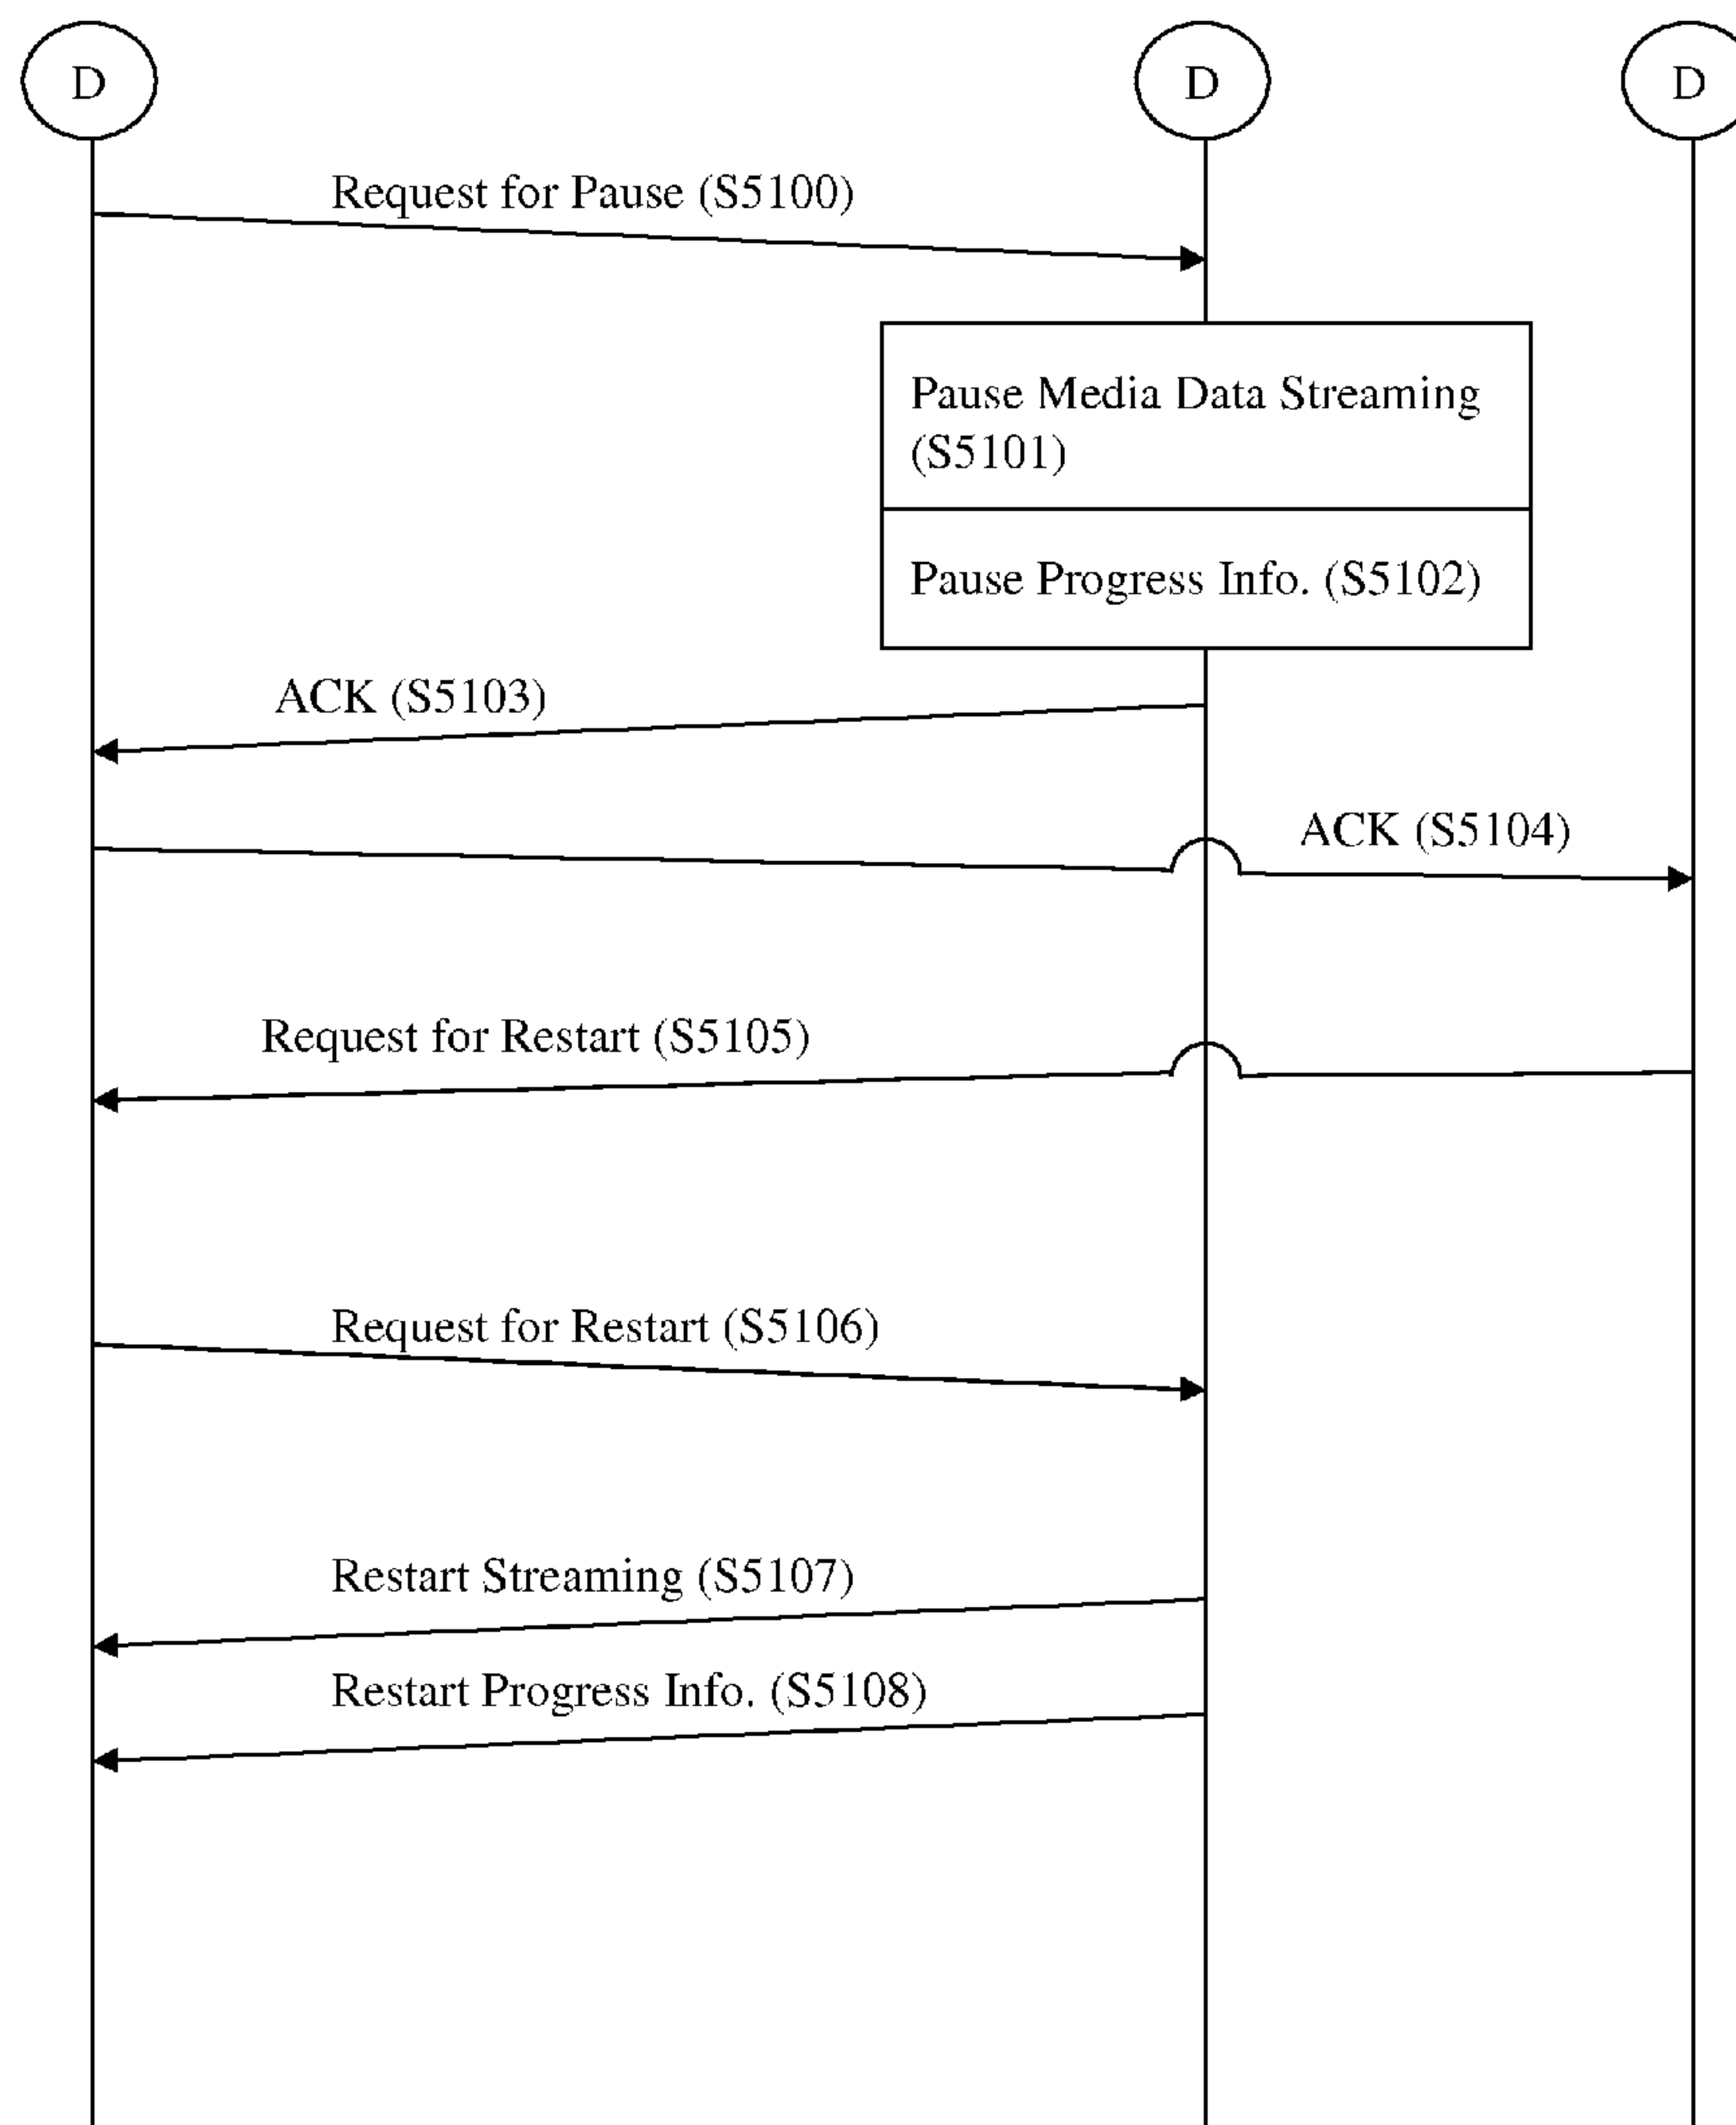 D
D
D
Request for Pause (S5100)
Pause Media Data Streaming
(S5101)
Pause Progress Info. (S5102)
ACK (S5103)
ACK (S5104)
Request for Restart (S5105)
Request for Restart (S5106)
Restart Streaming (S5107)
Restart Progress Info. (S5108)